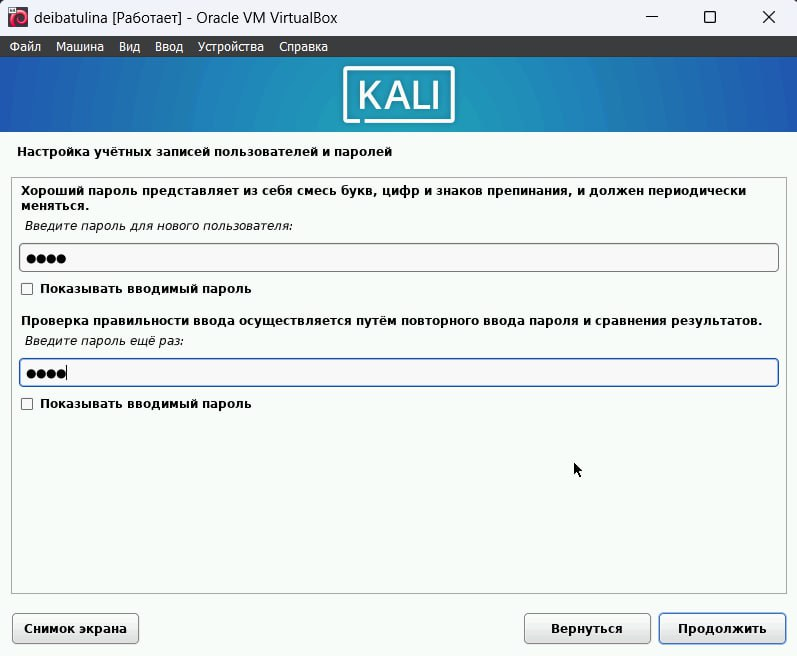 deibatulina [Работает] - Oracle VM VirtualBox
Файл Машина Вид Ввод Устройства Справка
KALI
Настройка учётных записей пользователей и паролей
Хороший пароль представляет из себя смесь букв, цифр и знаков препинания, и должен периодически
меняться.
Введите пароль для нового пользователя:
●●●●
Показывать вводимый пароль
Проверка правильности ввода осуществляется путём повторного ввода пароля и сравнения результатов.
Введите пароль ещё раз:
●●●●
Показывать вводимый пароль
Снимок экрана Вернуться Продолжить